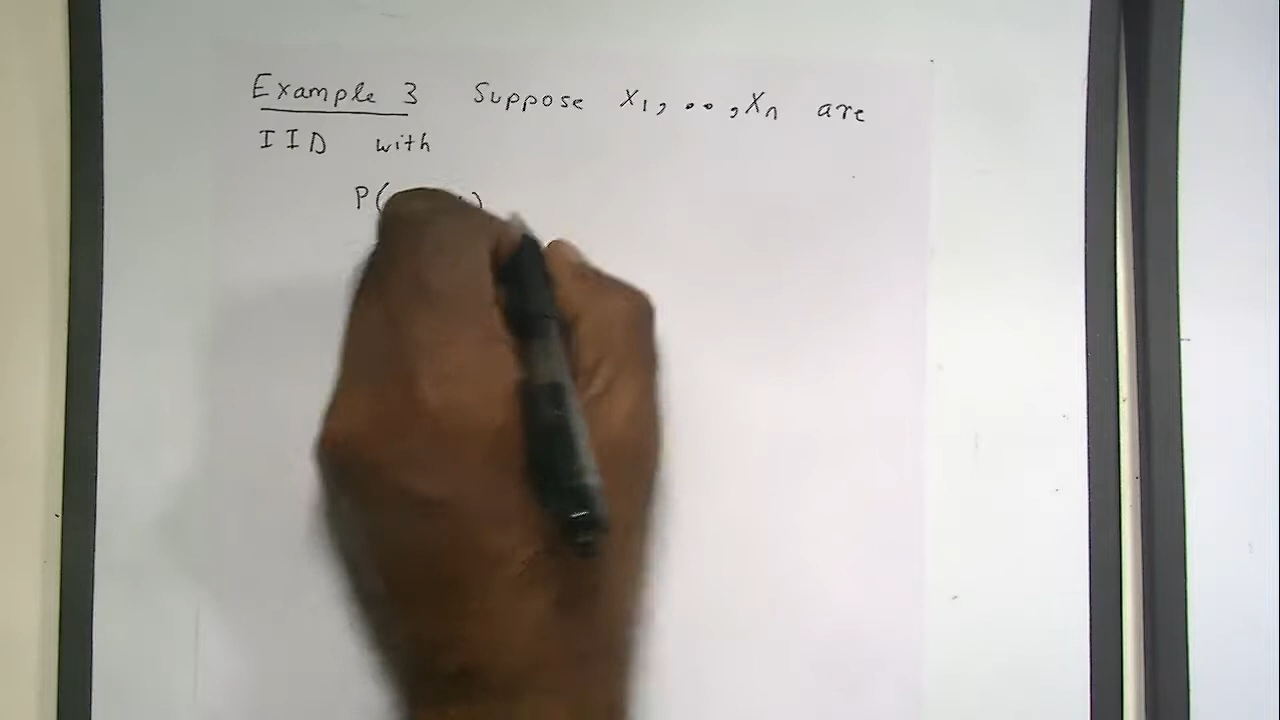 Example 3 Suppose X1, .. , Xn are
IID with
P( )